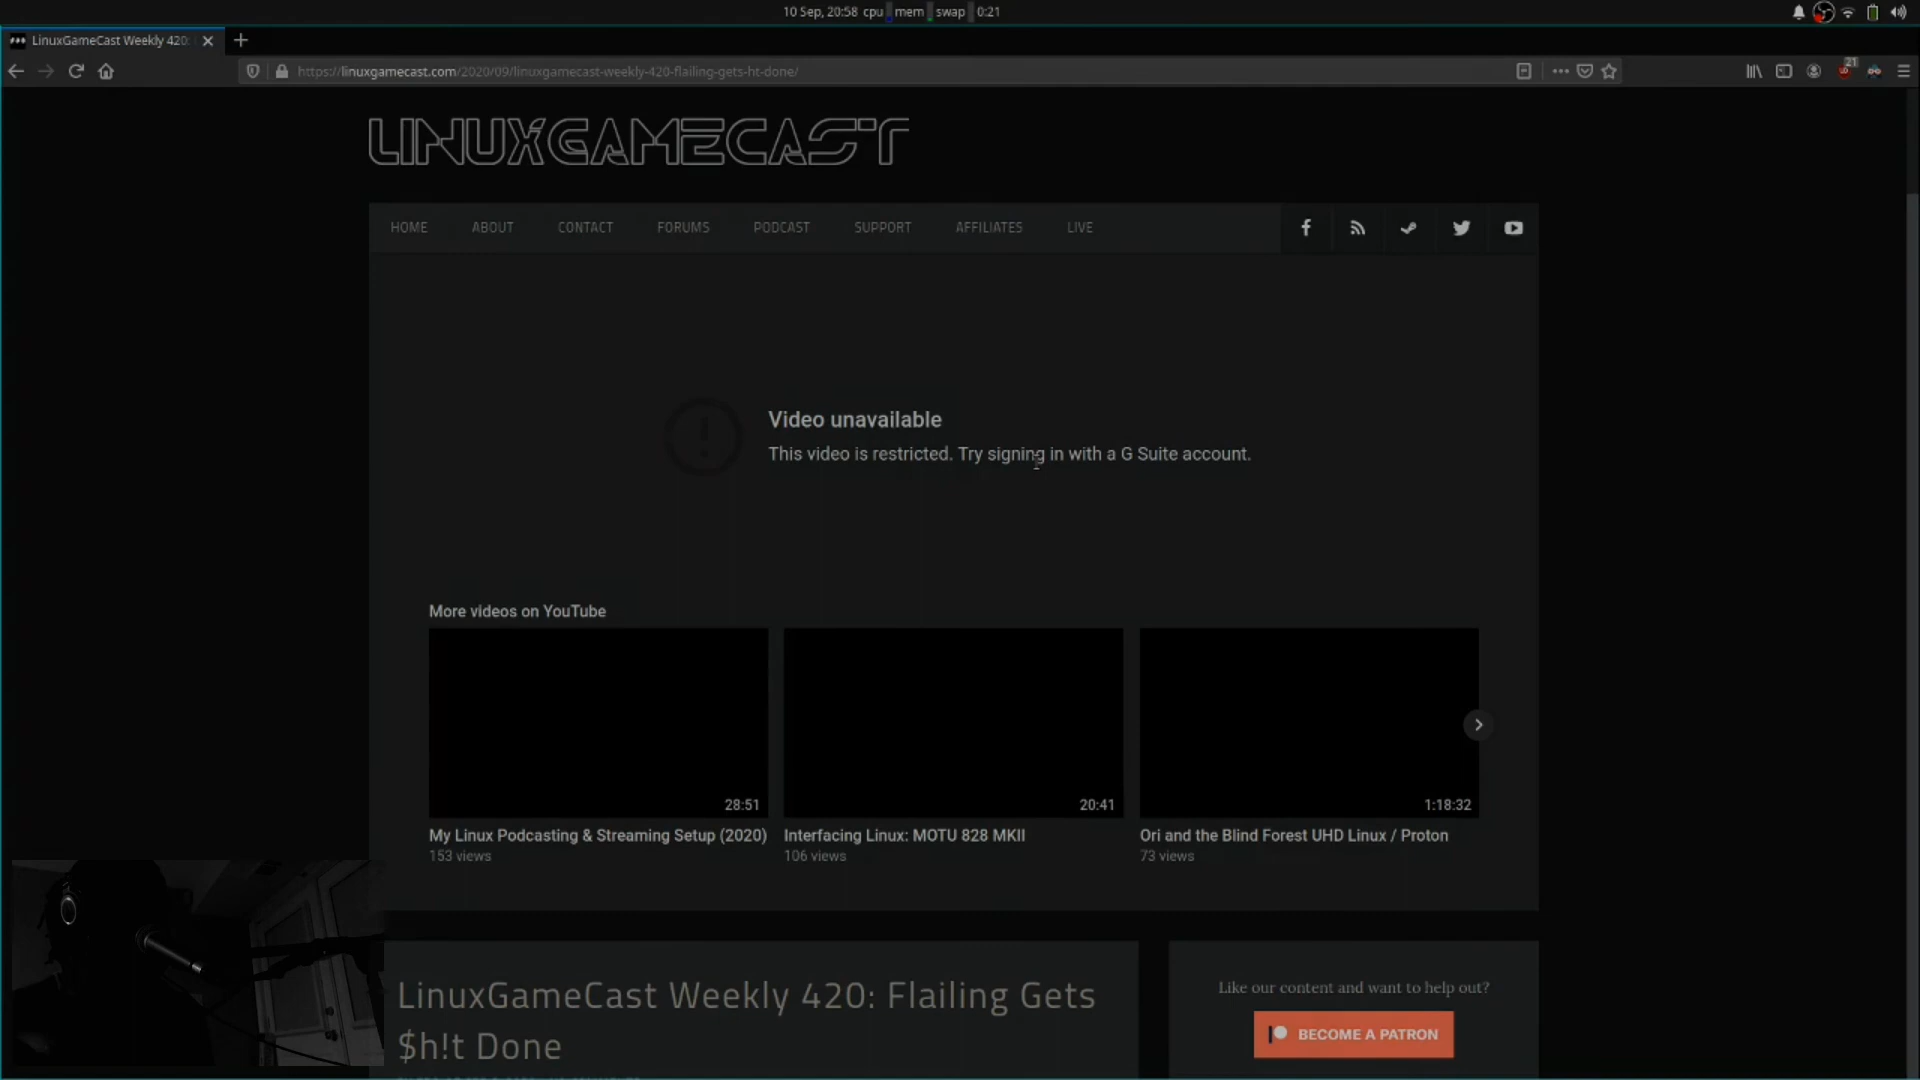 10 Sep, 20:58 cpu mem swap 0:21
LinuxGameCast Weekly 420:
https://linuxgamecast.com/2020/09/linuxgamecast-weekly-420-flailing-gets-ht-done/
21
LINUXGAMECAST
HOME ABOUT CONTACT FORUMS PODCAST SUPPORT AFFILIATES LIVE
Video unavailable
This video is restricted. Try signing in with a G Suite account.
More videos on YouTube
28:51 20:41 1:18:32
My Linux Podcasting & Streaming Setup (2020) Interfacing Linux: MOTU 828 MKII Ori and the Blind Forest UHD Linux / Proton
153 views 106 views 73 views
LinuxGameCast Weekly 420: Flailing Gets
$h!t Done
Like our content and want to help out?
BECOME A PATRON